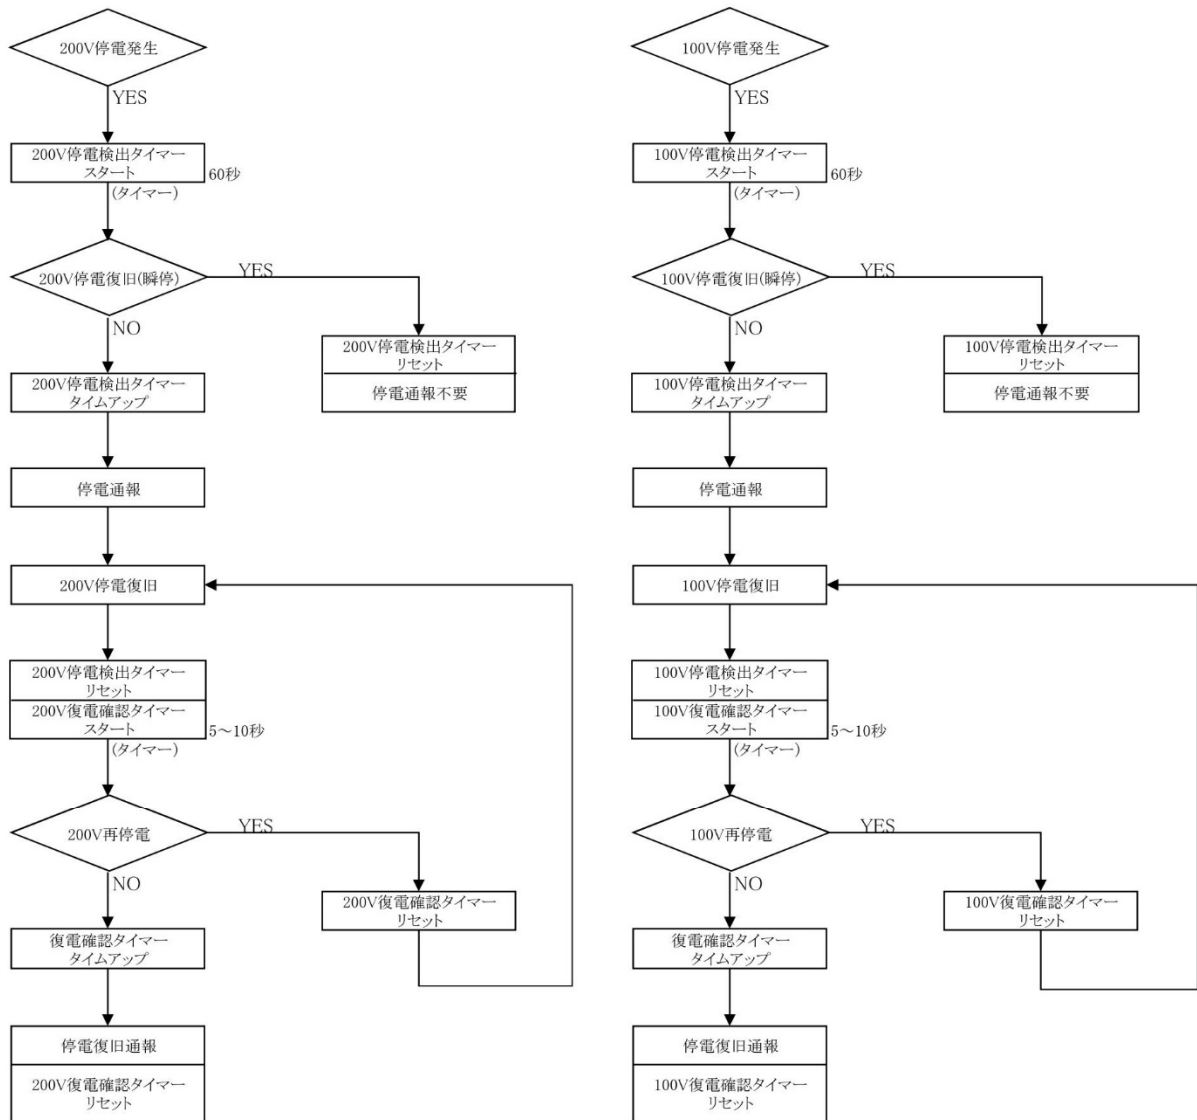 200V停電発生
YES
200V停電検出タイマー
スタート
60秒
(タイマー)
200V停電復旧(瞬停)
YES
NO
200V停電検出タイマー
リセット
停電通報不要
200V停電検出タイマー
タイムアップ
停電通報
200V停電復旧
200V停電検出タイマー
リセット
200V復電確認タイマー
スタート
5～10秒
(タイマー)
200V再停電
YES
NO
200V復電確認タイマー
リセット
復電確認タイマー
タイムアップ
停電復旧通報
200V復電確認タイマー
リセット
100V停電発生
YES
100V停電検出タイマー
スタート
60秒
(タイマー)
100V停電復旧(瞬停)
YES
NO
100V停電検出タイマー
リセット
停電通報不要
100V停電検出タイマー
タイムアップ
停電通報
100V停電復旧
100V停電検出タイマー
リセット
100V復電確認タイマー
スタート
5～10秒
(タイマー)
100V再停電
YES
NO
100V復電確認タイマー
リセット
復電確認タイマー
タイムアップ
停電復旧通報
100V復電確認タイマー
リセット